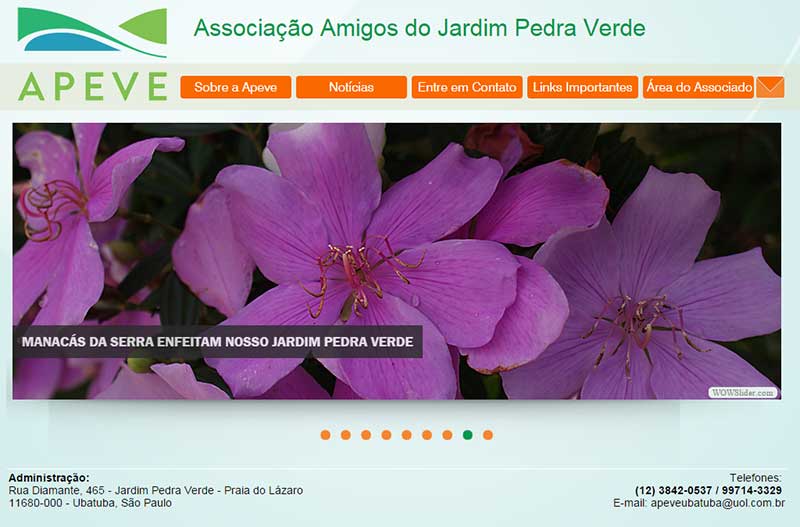 Associação Amigos do Jardim Pedra Verde
APEVE
Sobre a Apeve
Notícias
Entre em Contato
Links Importantes
Área do Associado
MANACÁS DA SERRA ENFEITAM NOSSO JARDIM PEDRA VERDE
WOWSlider.com
Administração:
Rua Diamante, 465 - Jardim Pedra Verde - Praia do Lázaro
11680-000 - Ubatuba, São Paulo
Telefones:
(12) 3842-0537 / 99714-3329
E-mail: apeveubatuba@uol.com.br